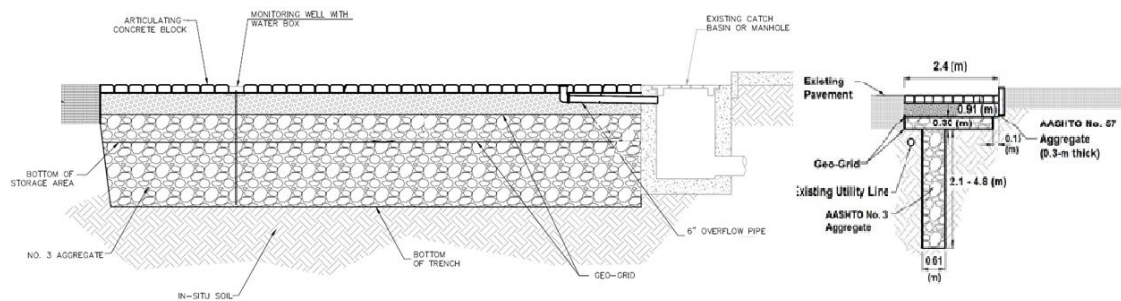 ARTICULATING
CONCRETE BLOCK
MONITORING WELL WITH
WATER BOX
EXISTING CATCH
BASIN OR MANHOLE
BOTTOM OF
STORAGE AREA
NO. 3 AGGREGATE
IN-SITU SOIL
BOTTOM
OF TRENCH
GEO-GRID
6" OVERFLOW PIPE
2.4 (m)
Existing
Pavement
0.91 (m)
0.30 (m)
AASHTO No. 57
Aggregate
(0.3-m thick)
0.15
(m)
Geo-Grid
Existing Utility Line
2.1 - 4.8 (m)
AASHTO No. 3
Aggregate
0.61
(m)